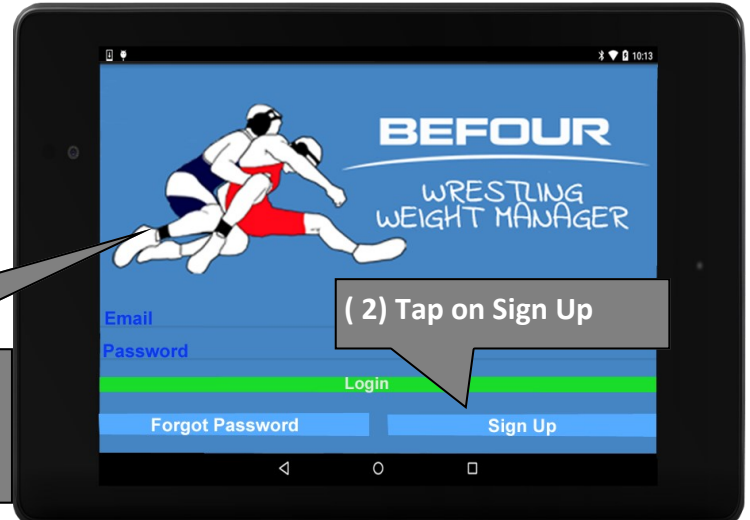 10:13
BEFOUR
WRESTLING
WEIGHT MANAGER
( 2) Tap on Sign Up
Email
Password
Login
Forgot Password
Sign Up